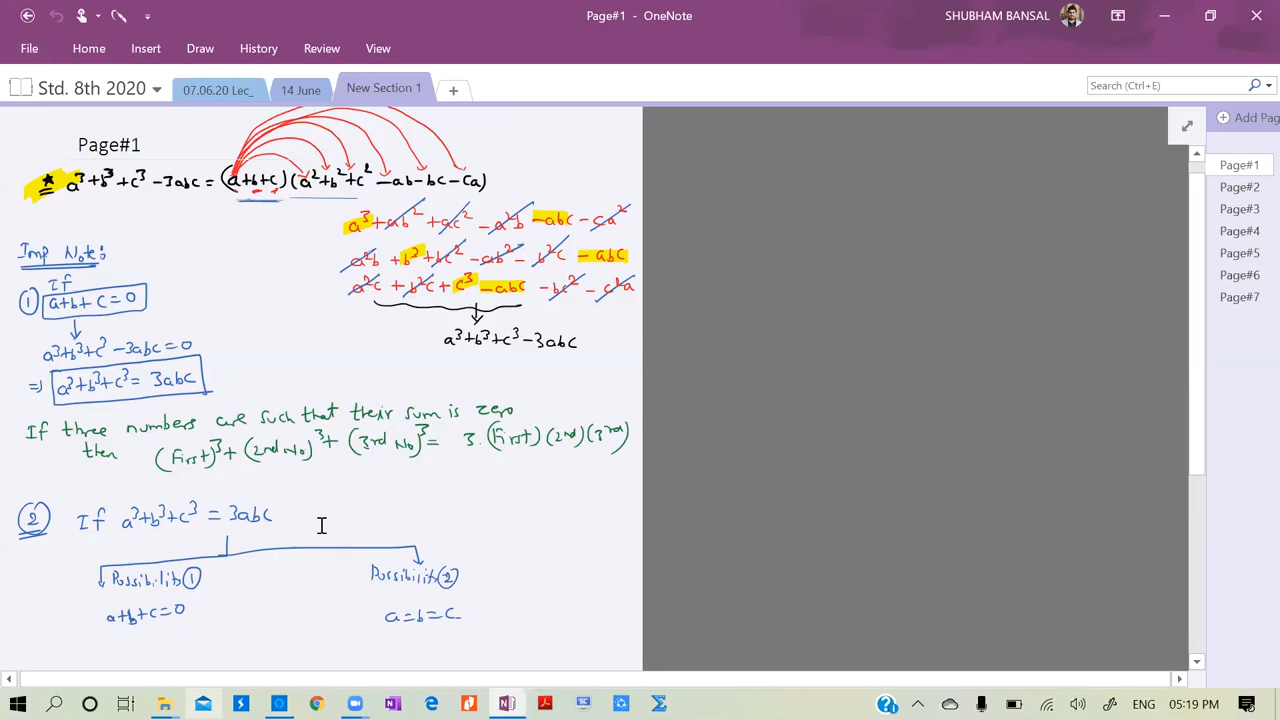 Page#1 - OneNote
SHUBHAM BANSAL
File Home Insert Draw History Review View
Std. 8th 2020
07.06.20 Lec_
14 June
New Section 1
Search (Ctrl+E)
Add Page
Page#1
Page#2
Page#3
Page#4
Page#5
Page#6
Page#7
Page#1
★ a³+b³+c³-3abc = (a+b+c)(a²+b²+c²-ab-bc-ca)
a³+ab²+ac²-a²b-abc-ca²
a²b+b²+bc²-ab²-b²c-abc
a²c+b²c+c³-abc-bc²-c²a
a³+b³+c³-3abc
Imp Note:
If
① a+b+c=0
a³+b³+c³-3abc=0
⇒ a³+b³+c³=3abc
If three numbers are such that their sum is zero
then (First)³+(2nd No)³+(3rd No)³= 3.(First)(2nd)(3rd)
② If a³+b³+c³=3abc
Possibility①
Possibility②
a+b+c=0
a=b=c
05:19 PM